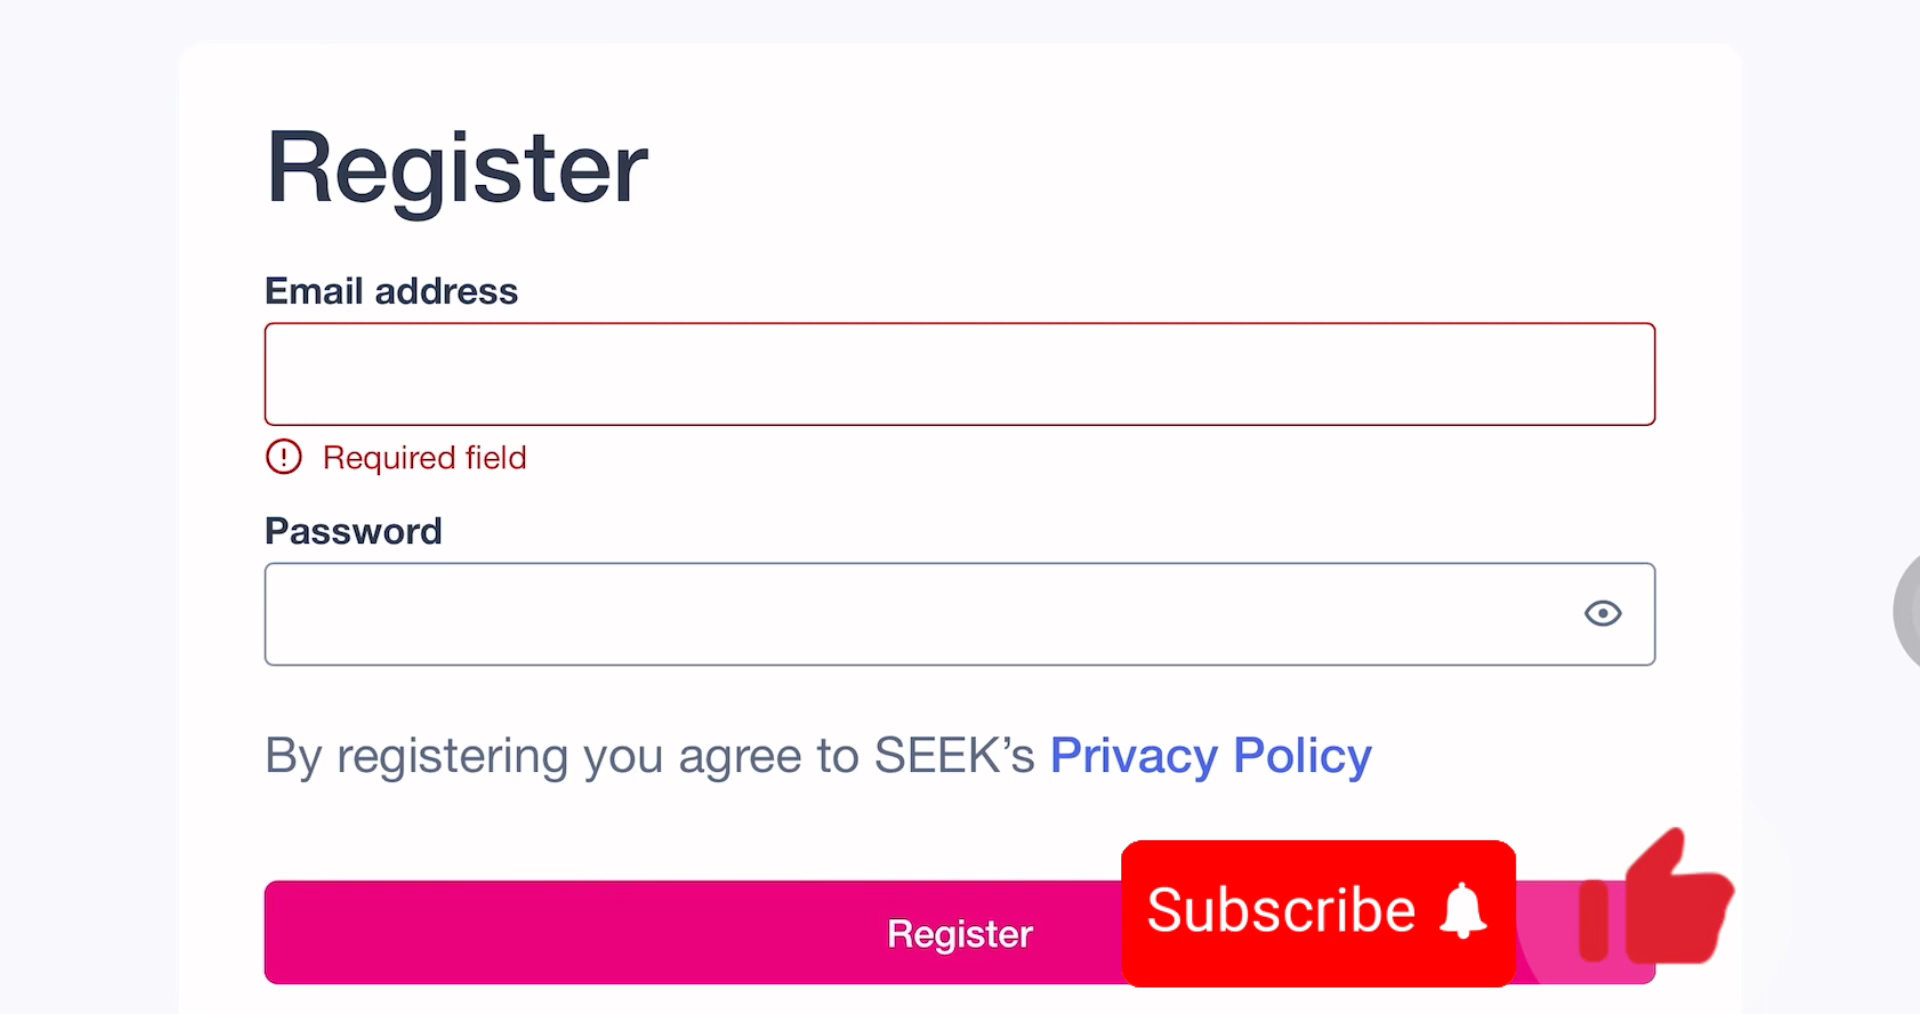 Register
Email address
Required field
Password
By registering you agree to SEEK’s Privacy Policy
Register
Subscribe